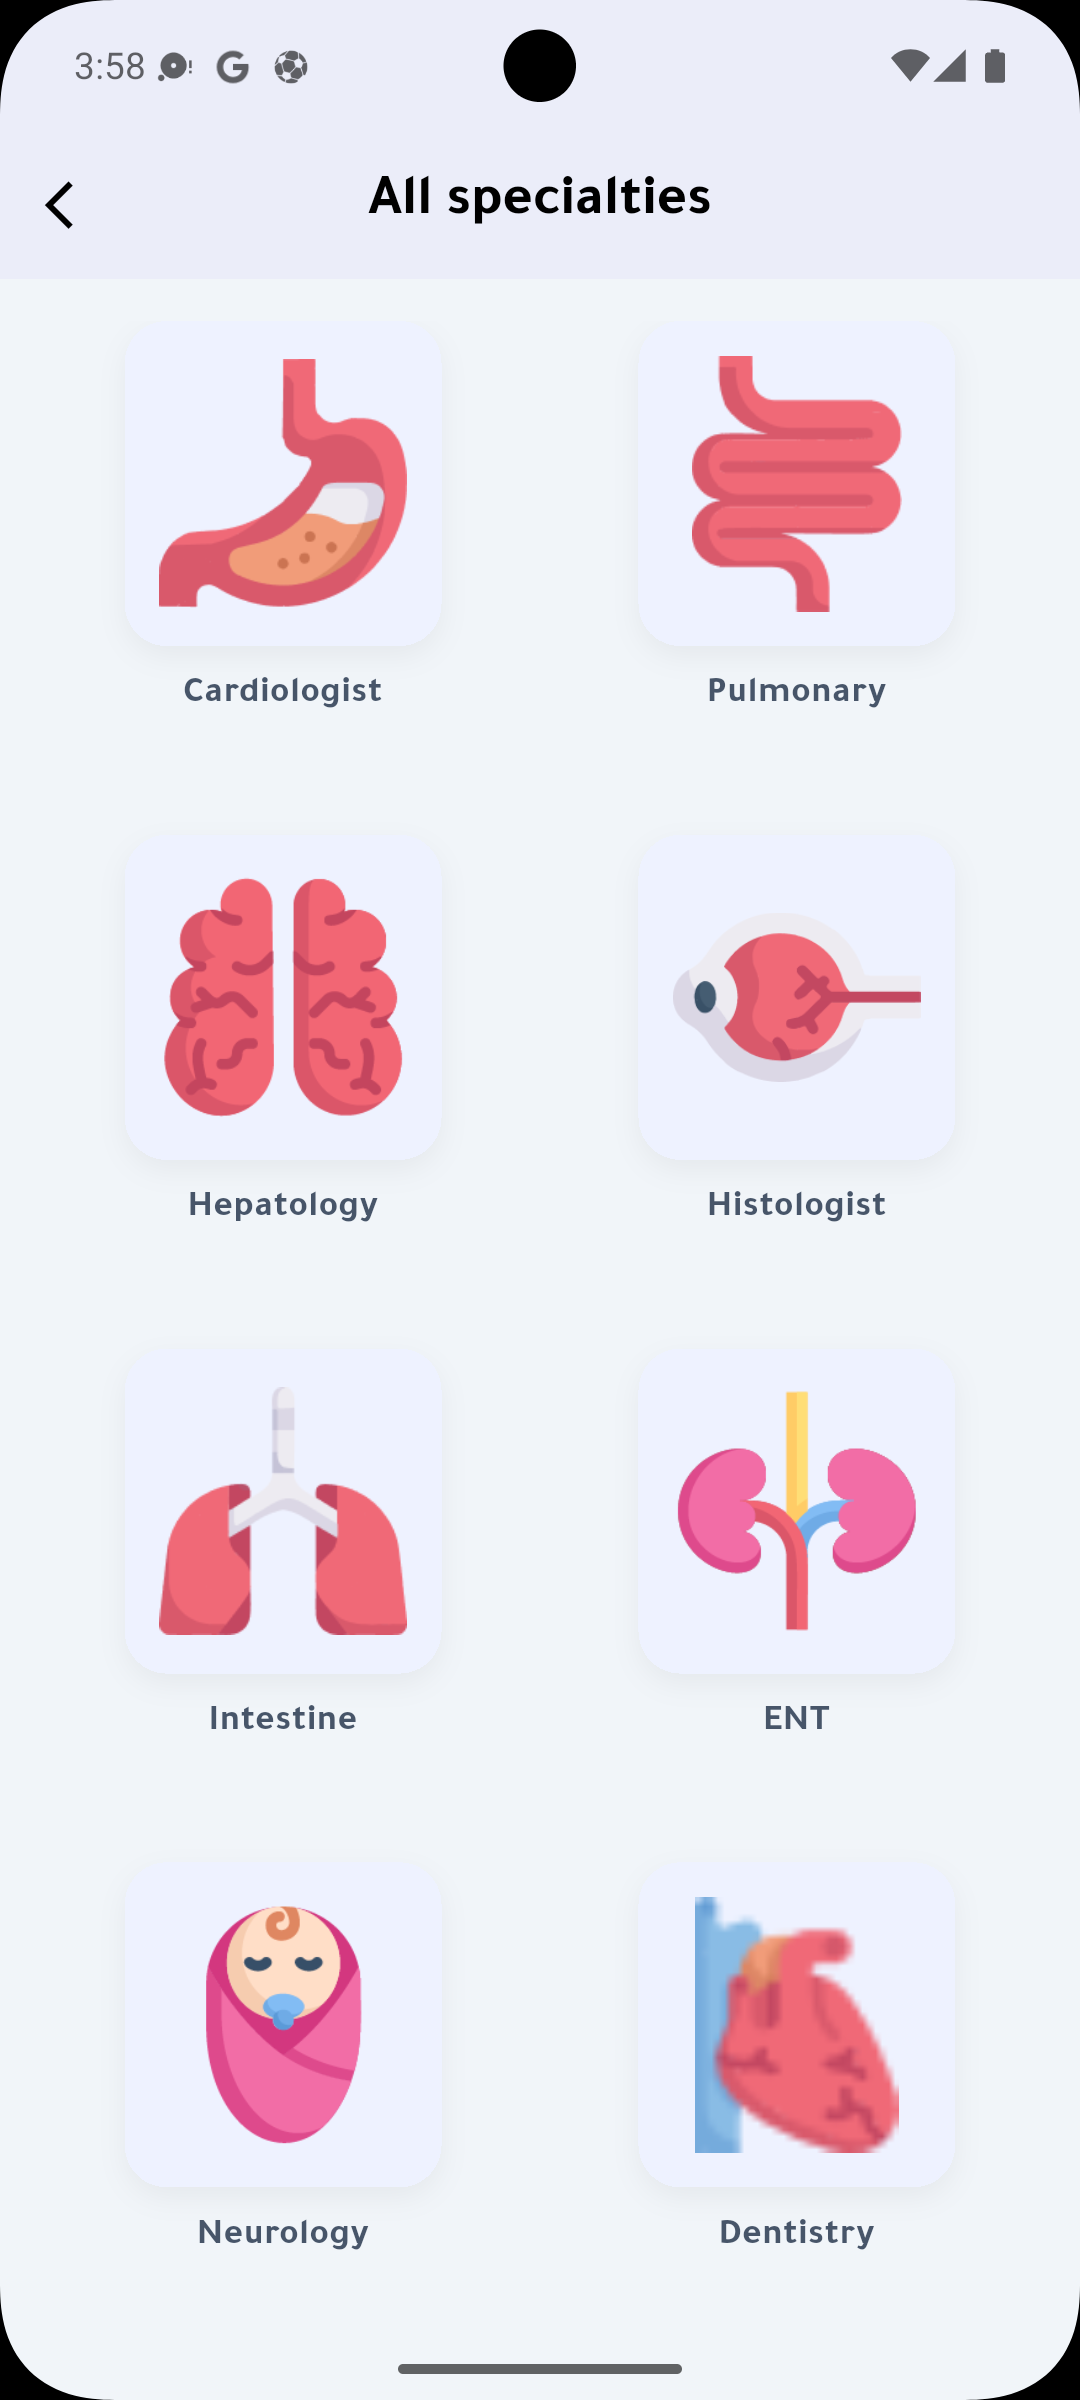 3:58
All specialties
Cardiologist
Pulmonary
Hepatology
Histologist
Intestine
ENT
Neurology
Dentistry